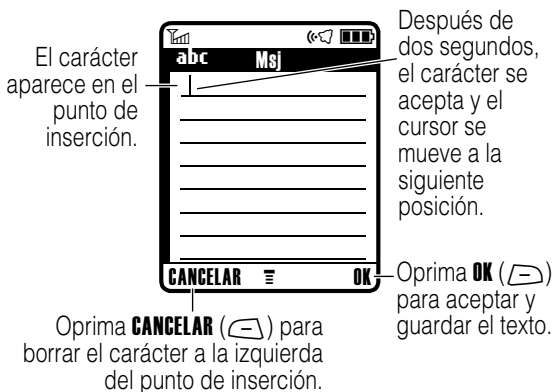 El carácter
aparece en el
punto de
inserción.
abc Msj
Después de
dos segundos,
el carácter se
acepta y el
cursor se
mueve a la
siguiente
posición.
CANCELAR OK
Oprima OK ( )
para aceptar y
guardar el texto.
Oprima CANCELAR ( ) para
borrar el carácter a la izquierda
del punto de inserción.